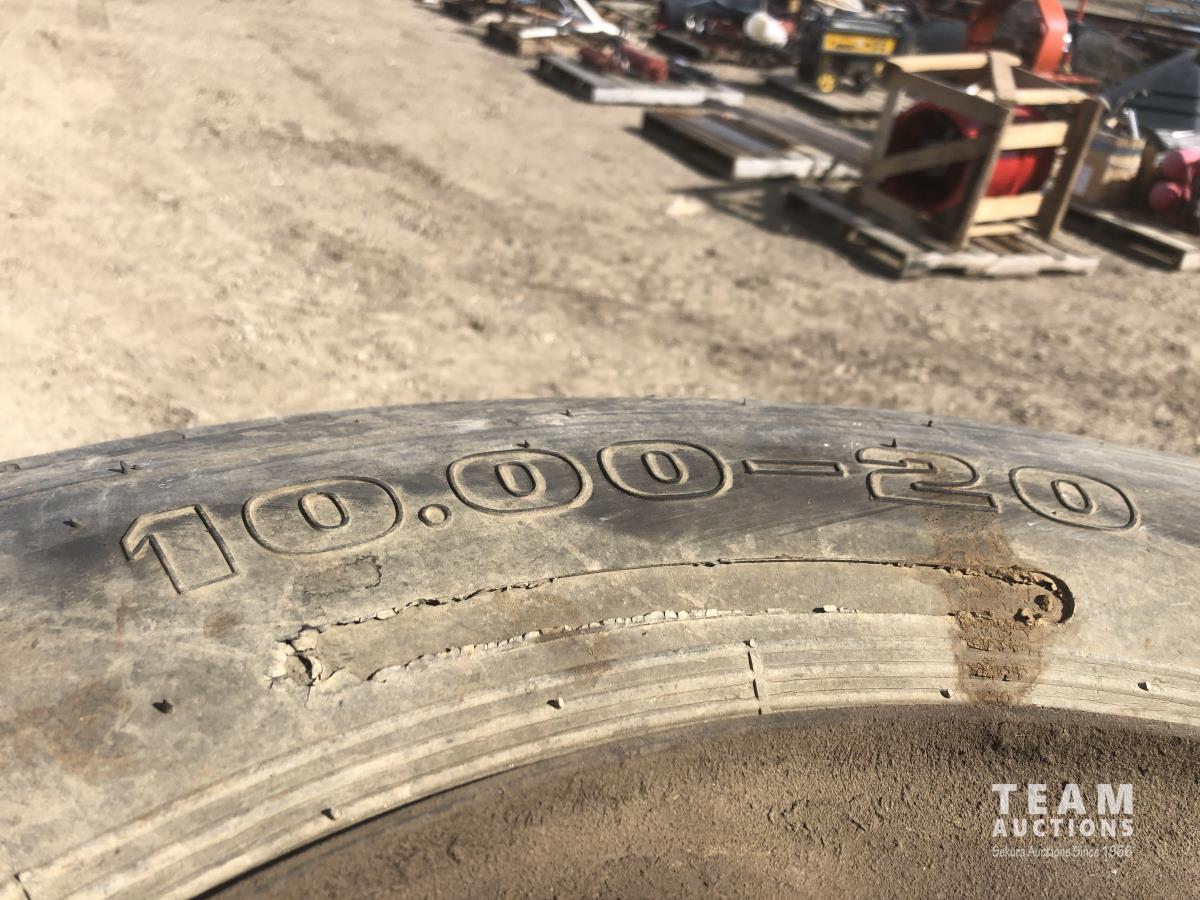 10.00-20
TEAM
AUCTIONS
Sekura Auctions Since 1966